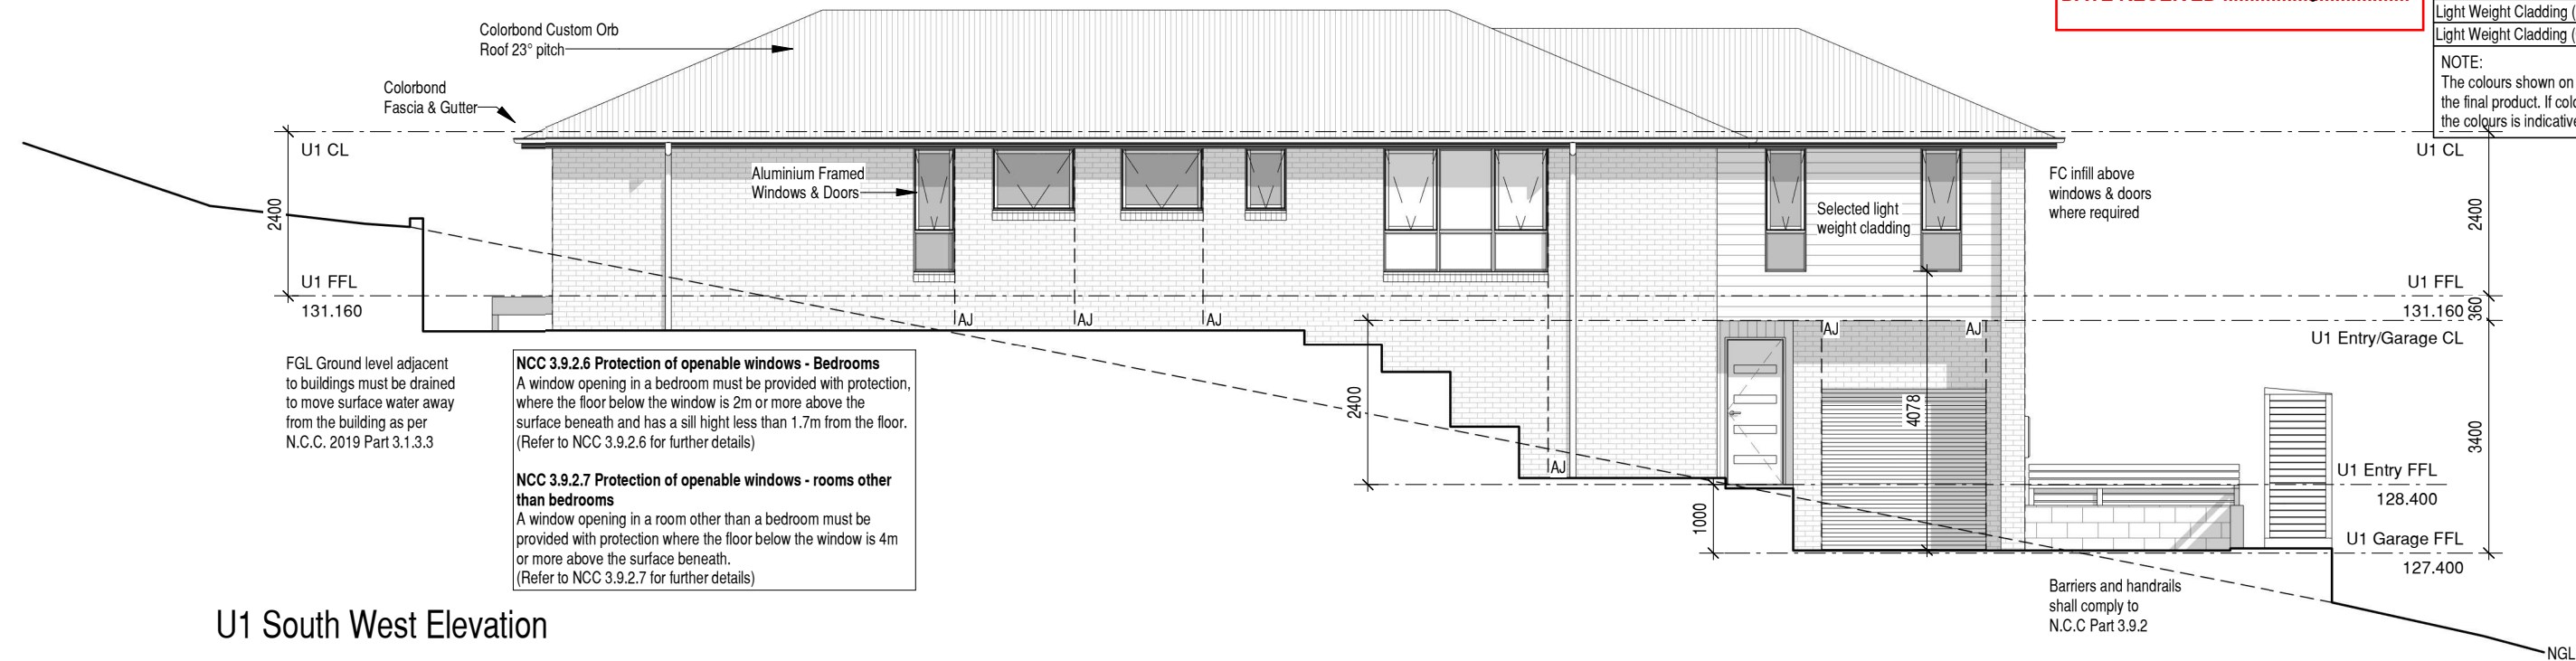 Colorbond Custom Orb
Roof 23° pitch
Colorbond
Fascia & Gutter
Light Weight Cladding (
Light Weight Cladding (
NOTE:
The colours shown on
the final product. If colo
the colours is indicative
U1 CL
U1 CL
2400
Aluminium Framed
Windows & Doors
FC infill above
windows & doors
where required
Selected light
weight cladding
2400
U1 FFL
131.160
U1 FFL
131.160
360
U1 Entry/Garage CL
AJ
AJ
AJ
AJ
AJ
AJ
FGL Ground level adjacent
to buildings must be drained
to move surface water away
from the building as per
N.C.C. 2019 Part 3.1.3.3
NCC 3.9.2.6 Protection of openable windows - Bedrooms
A window opening in a bedroom must be provided with protection,
where the floor below the window is 2m or more above the
surface beneath and has a sill hight less than 1.7m from the floor.
(Refer to NCC 3.9.2.6 for further details)
NCC 3.9.2.7 Protection of openable windows - rooms other
than bedrooms
A window opening in a room other than a bedroom must be
provided with protection where the floor below the window is 4m
or more above the surface beneath.
(Refer to NCC 3.9.2.7 for further details)
2400
4078
3400
1000
U1 Entry FFL
128.400
U1 Garage FFL
127.400
Barriers and handrails
shall comply to
N.C.C Part 3.9.2
NGL
U1 South West Elevation